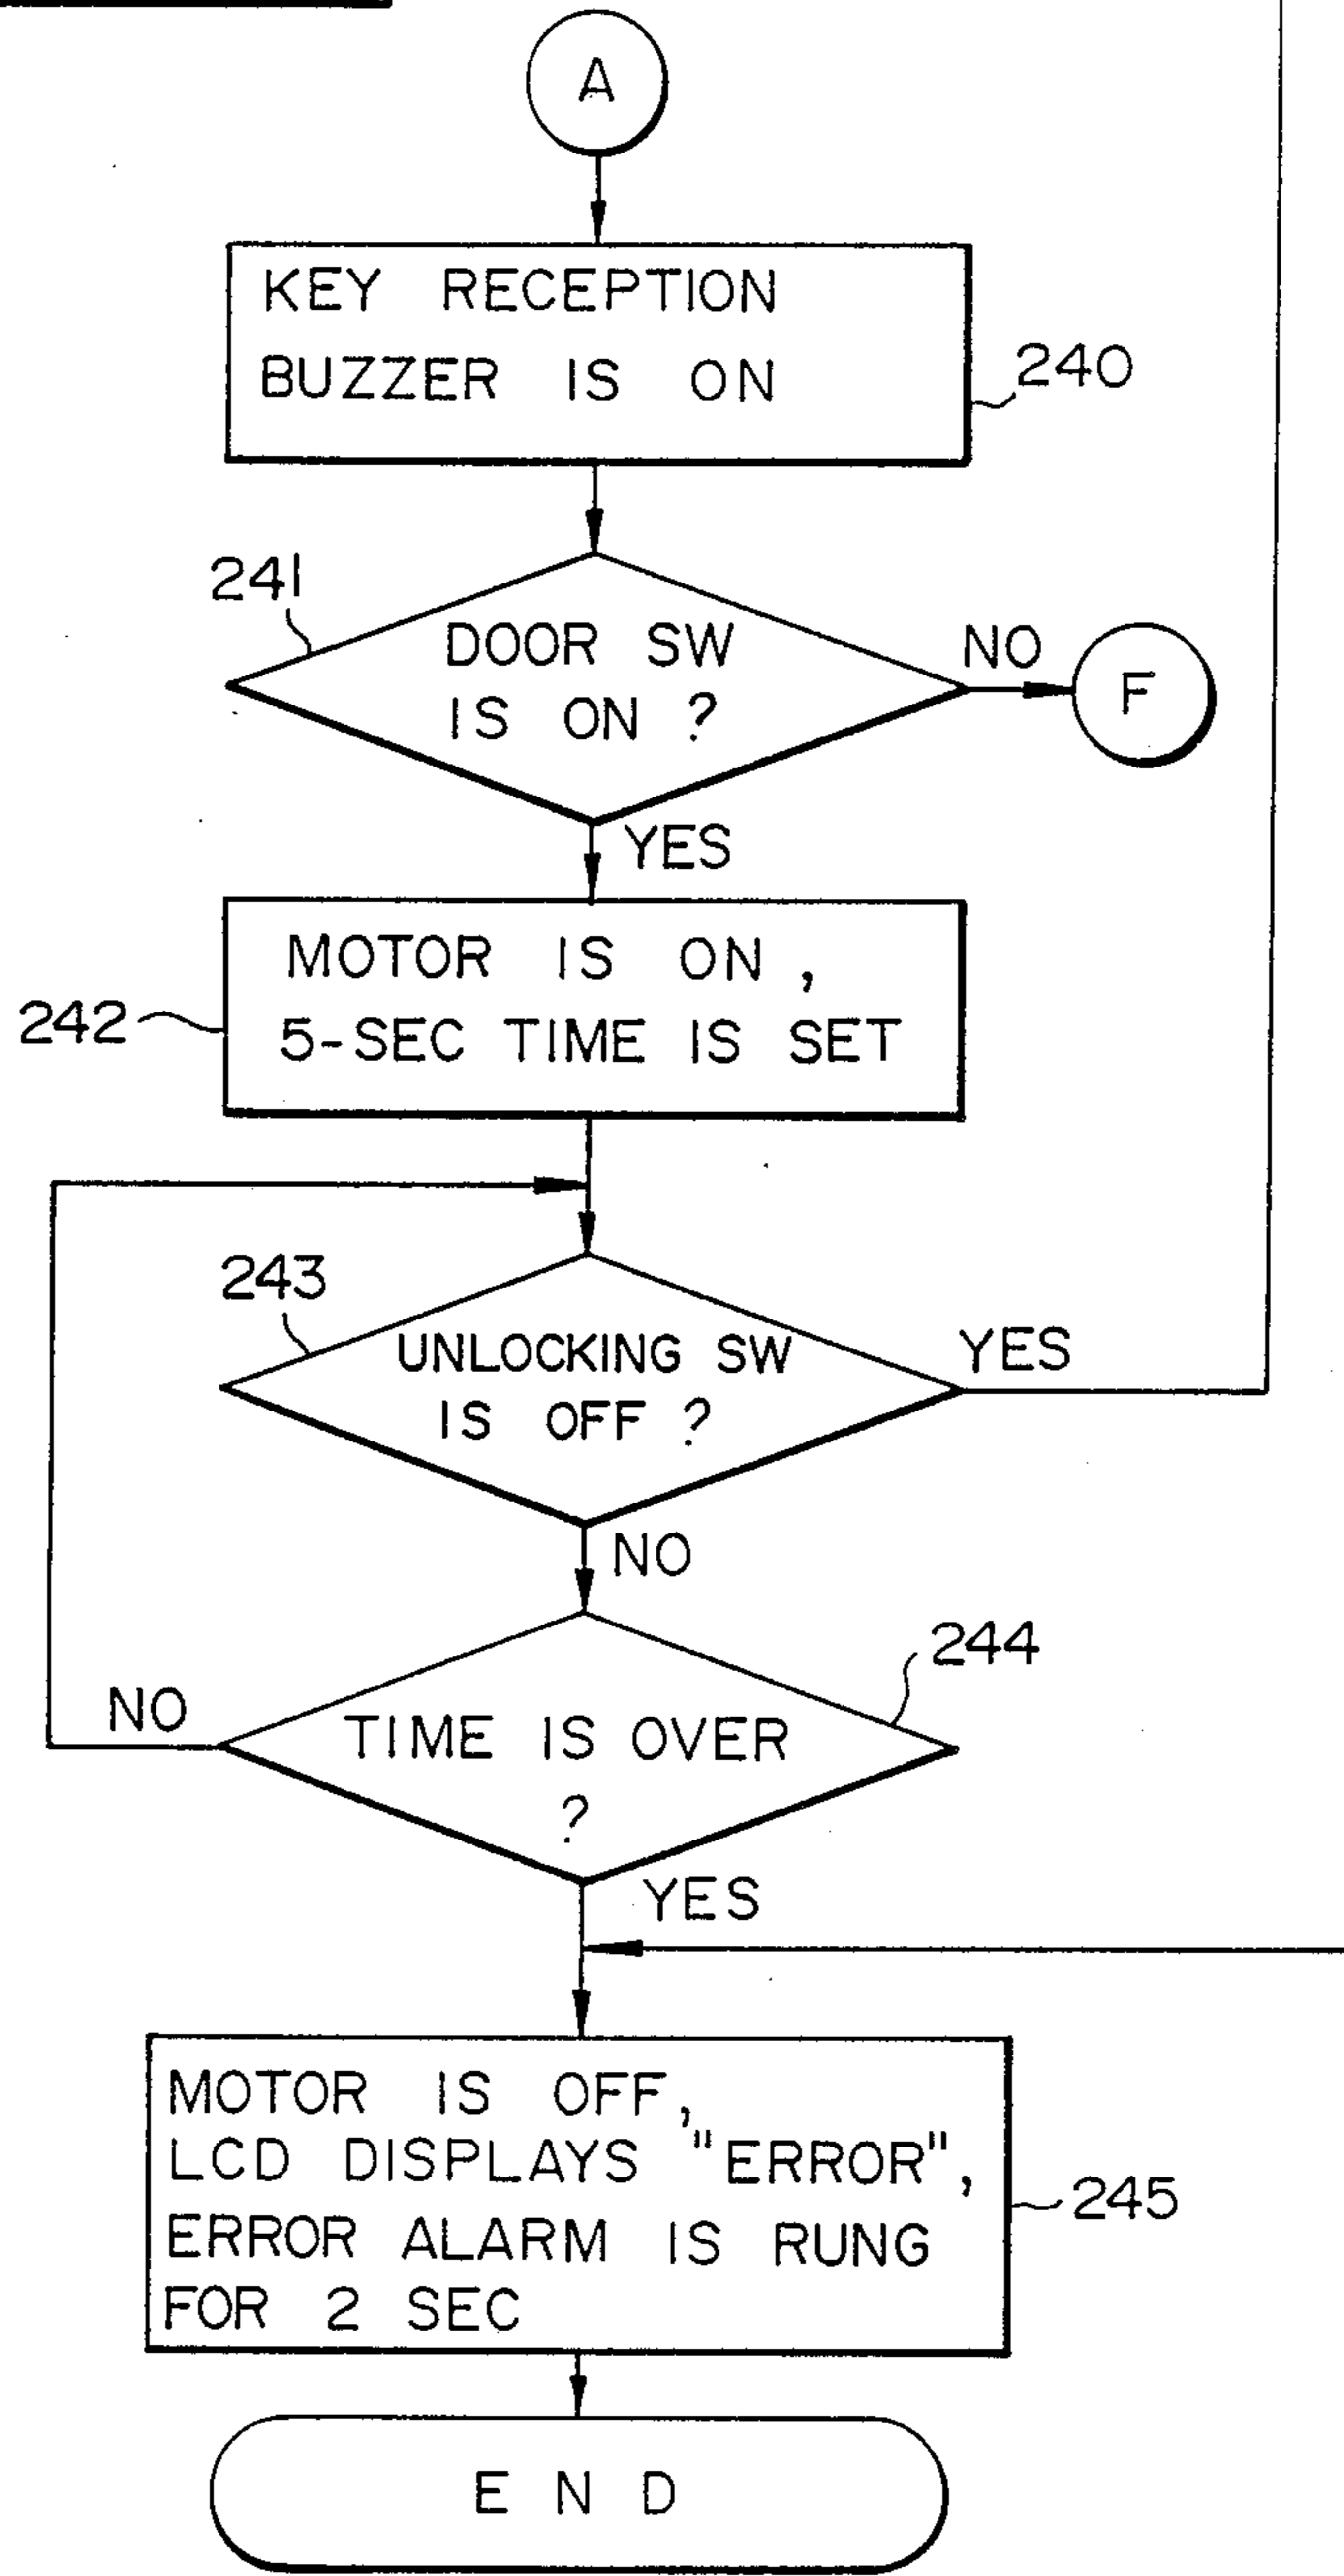 A
KEY RECEPTION
BUZZER IS ON
240
241
DOOR SW
IS ON ?
NO
F
YES
MOTOR IS ON ,
5-SEC TIME IS SET
242
243
UNLOCKING SW
IS OFF ?
YES
NO
244
TIME IS OVER
?
NO
YES
MOTOR IS OFF,
LCD DISPLAYS "ERROR",
ERROR ALARM IS RUNG
FOR 2 SEC
245
END